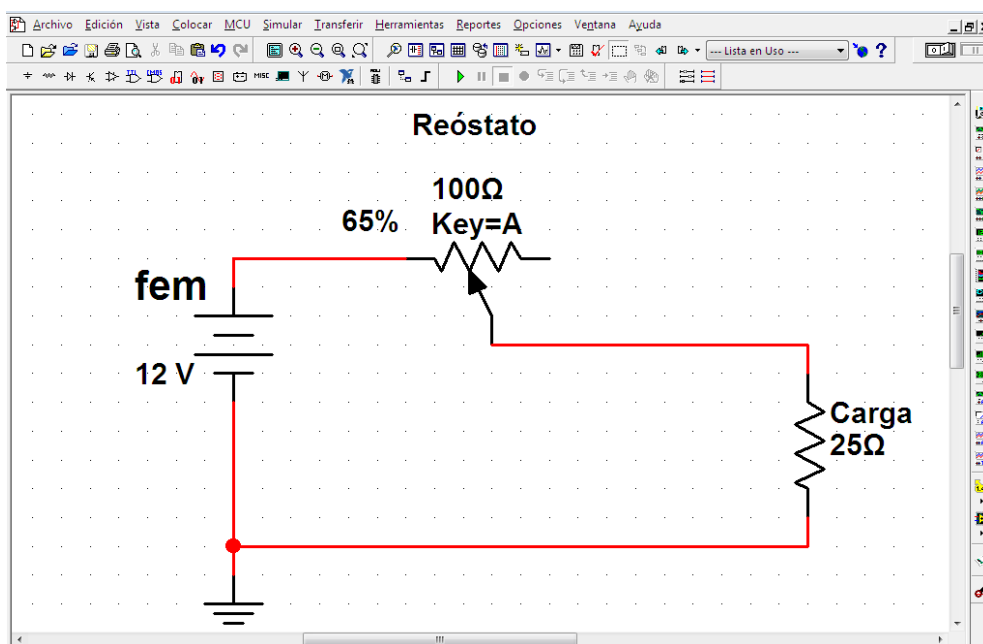 Archivo Edición Vista Colocar MCU Simular Transferir Herramientas Reportes Opciones Ventana Ayuda
--- Lista en Uso ---
MISC
Reóstato
100Ω
65% Key=A
fem
12 V
Carga
25Ω